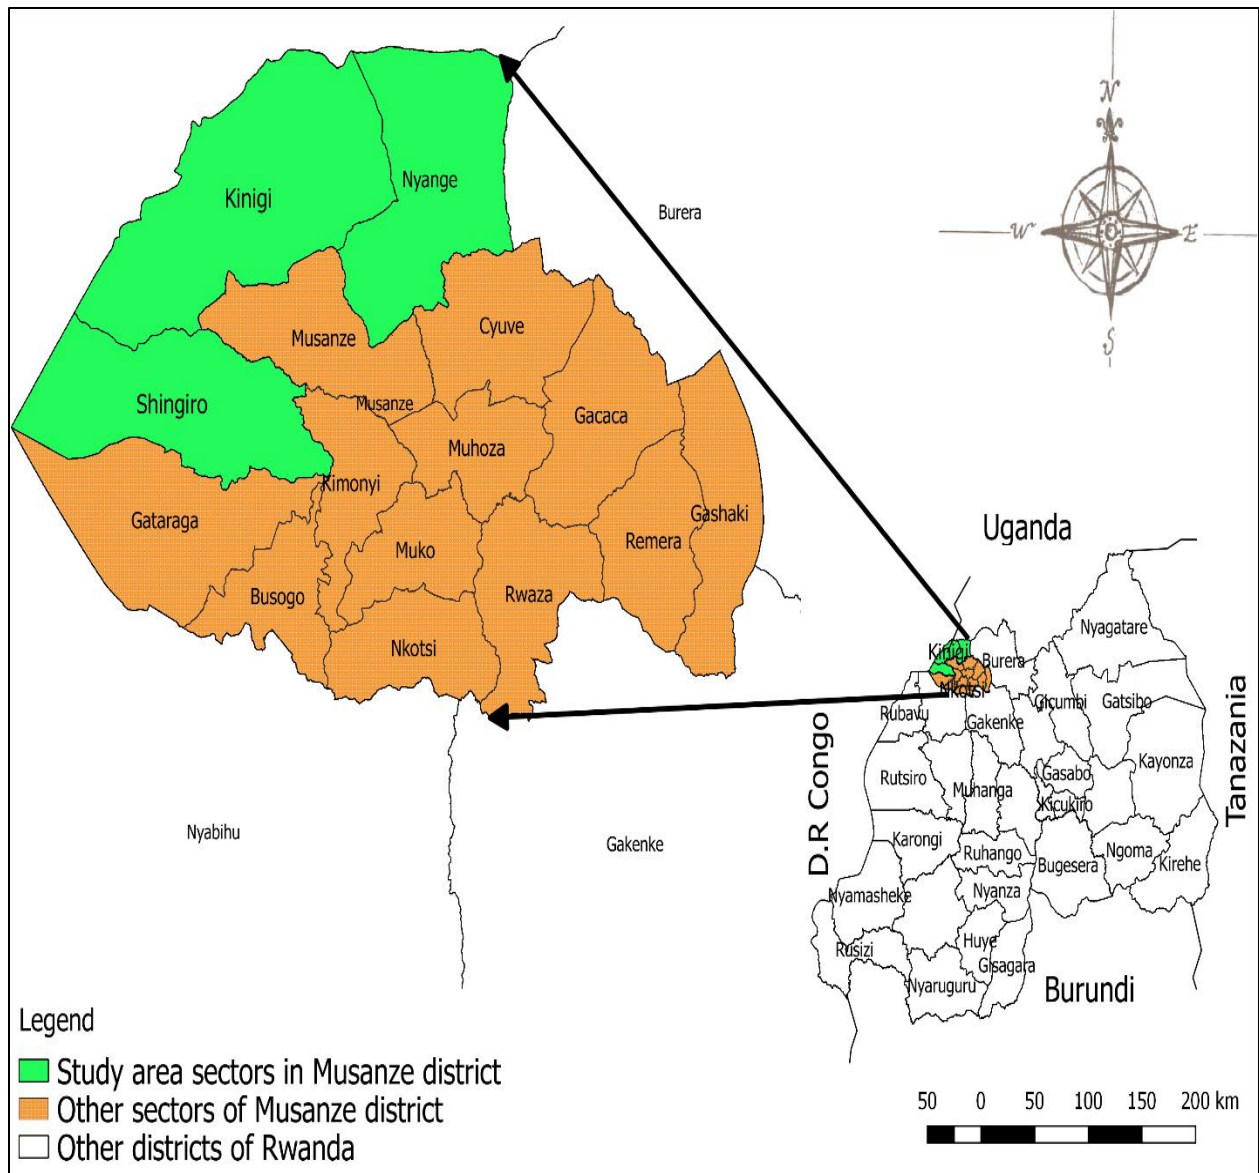 N
W
E
S
Kinigi
Nyange
Burera
Musanze
Cyuve
Shingiro
Musanze
Gacaca
Muhoza
Kimonyi
Gataraga
Gashaki
Muko
Remera
Busogo
Rwaza
Nkotsi
Nyabihu
Gakenke
Uganda
Nyagatare
Kinigi
Burera
Nkotsi
Rubavu
Gakenke
Gicumbi
Gatsibo
D.R Congo
Tanazania
Rutsiro
Muhanga
Gasabo
Kayonza
Kicukiro
Karongi
Ruhango
Bugesera
Ngoma
Kirehe
Nyamasheke
Nyanza
Rusizi
Huye
Gisagara
Nyaruguru
Burundi
Legend
Study area sectors in Musanze district
Other sectors of Musanze district
Other districts of Rwanda
50 0 50 100 150 200 km